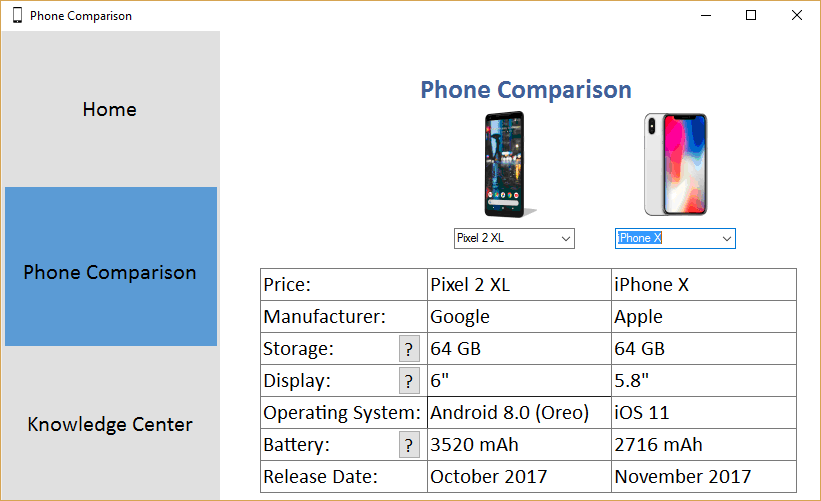 Phone Comparison
Home
Phone Comparison
Knowledge Center
Phone Comparison
Pixel 2 XL iPhone X
Price: Pixel 2 XL iPhone X
Manufacturer: Google Apple
Storage: ? 64 GB 64 GB
Display: ? 6" 5.8"
Operating System: Android 8.0 (Oreo) iOS 11
Battery: ? 3520 mAh 2716 mAh
Release Date: October 2017 November 2017